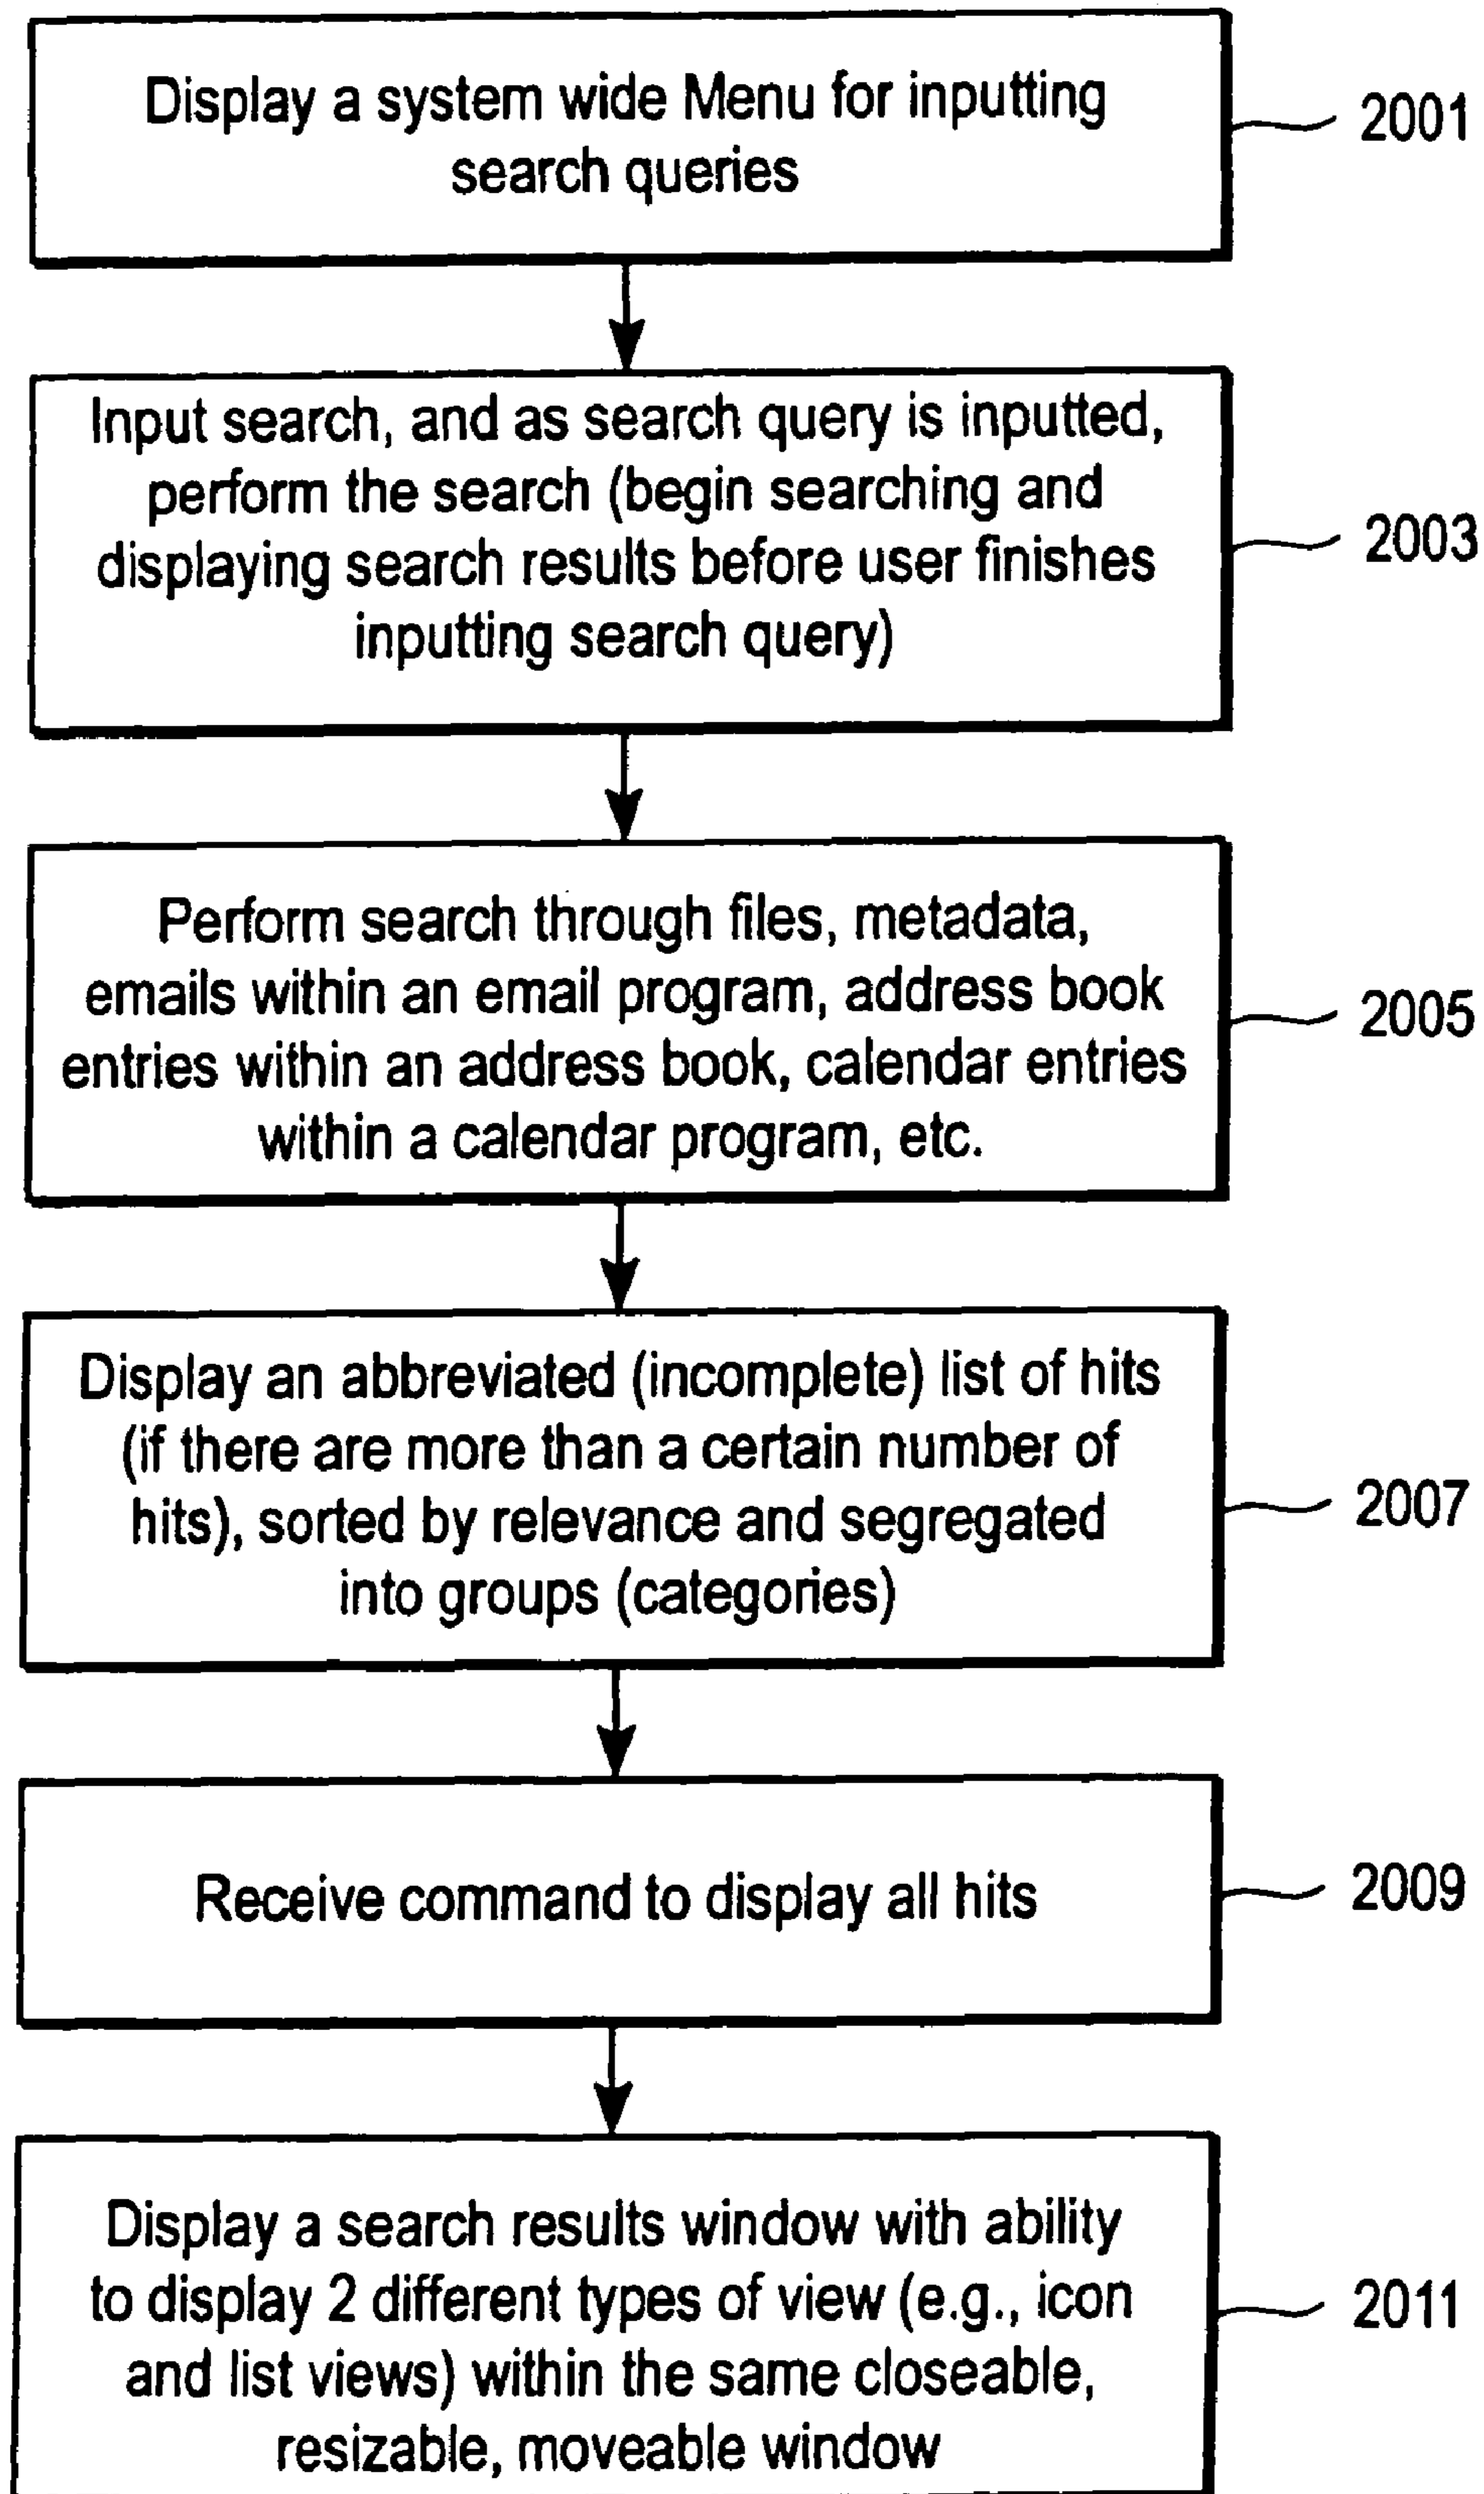 Display a system wide Menu for inputting
search queries
2001
Input search, and as search query is inputted,
perform the search (begin searching and
displaying search results before user finishes
inputting search query)
2003
Perform search through files, metadata,
emails within an email program, address book
entries within an address book, calendar entries
within a calendar program, etc.
2005
Display an abbreviated (incomplete) list of hits
(if there are more than a certain number of
hits), sorted by relevance and segregated
into groups (categories)
2007
Receive command to display all hits
2009
Display a search results window with ability
to display 2 different types of view (e.g., icon
and list views) within the same closeable,
resizable, moveable window
2011